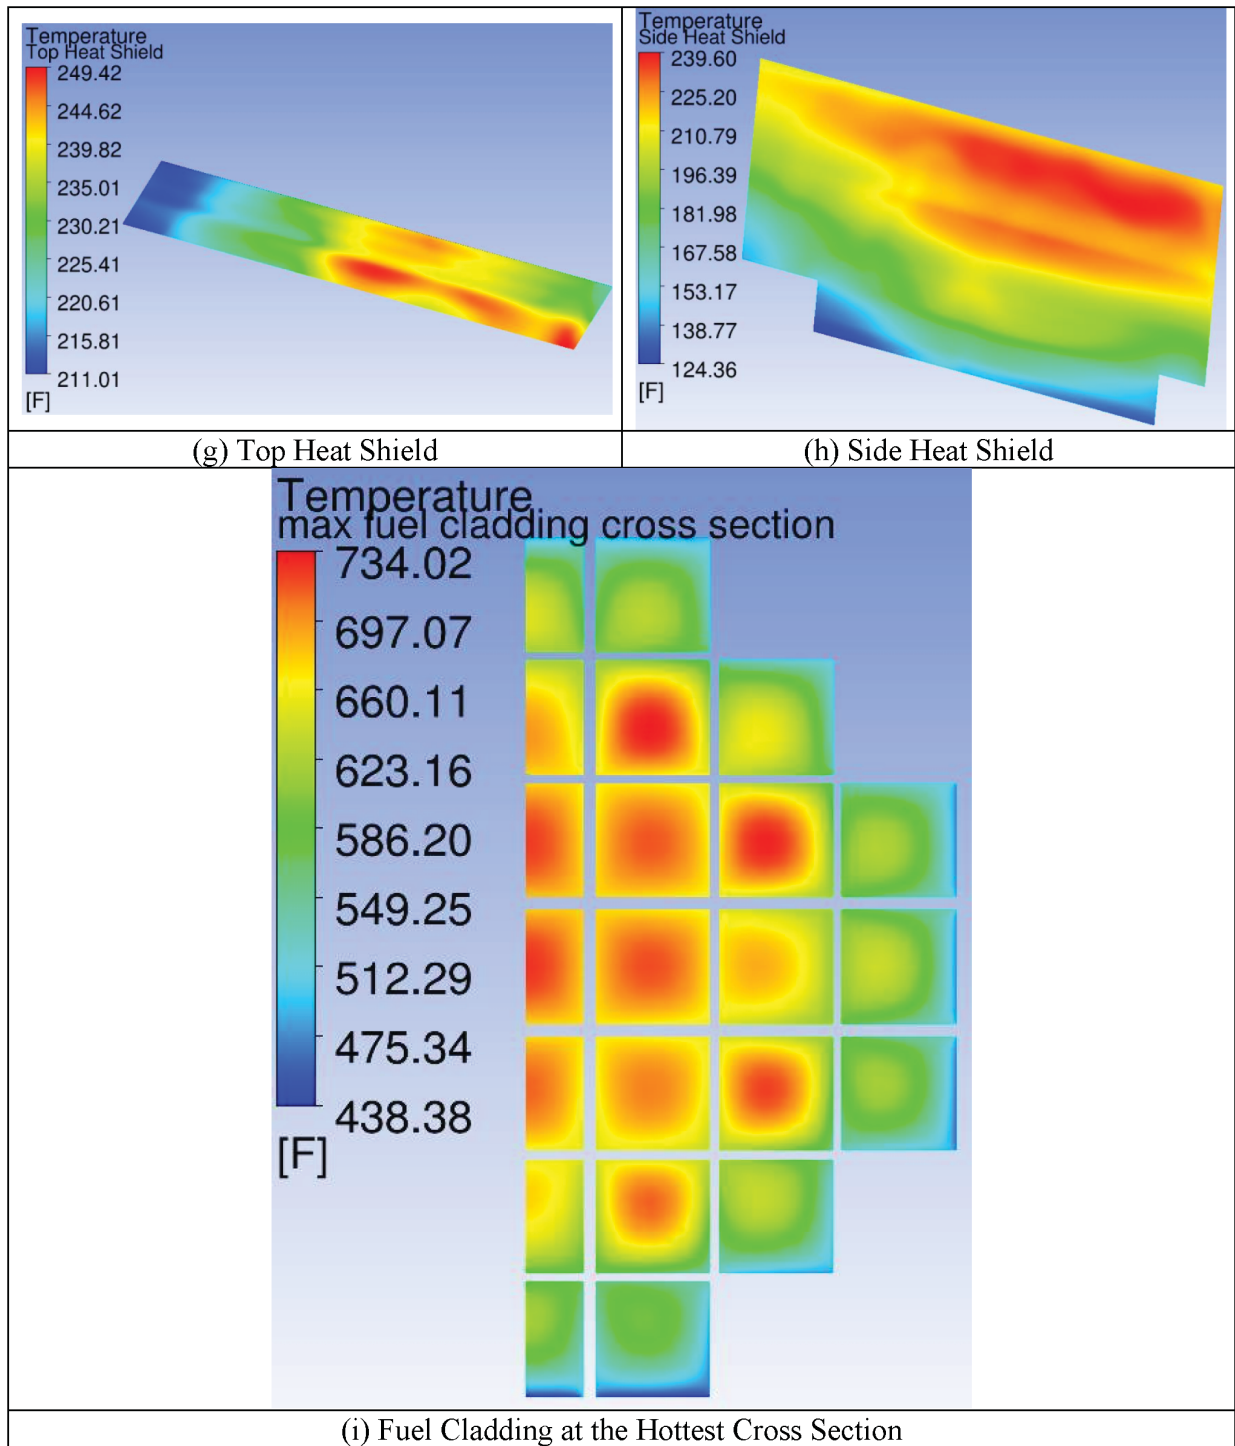 Temperature
Top Heat Shield
249.42
244.62
239.82
235.01
230.21
225.41
220.61
215.81
211.01
[F]
Temperature
Side Heat Shield
239.60
225.20
210.79
196.39
181.98
167.58
153.17
138.77
124.36
[F]
(g) Top Heat Shield
(h) Side Heat Shield
Temperature
max fuel cladding cross section
734.02
697.07
660.11
623.16
586.20
549.25
512.29
475.34
438.38
[F]
(i) Fuel Cladding at the Hottest Cross Section